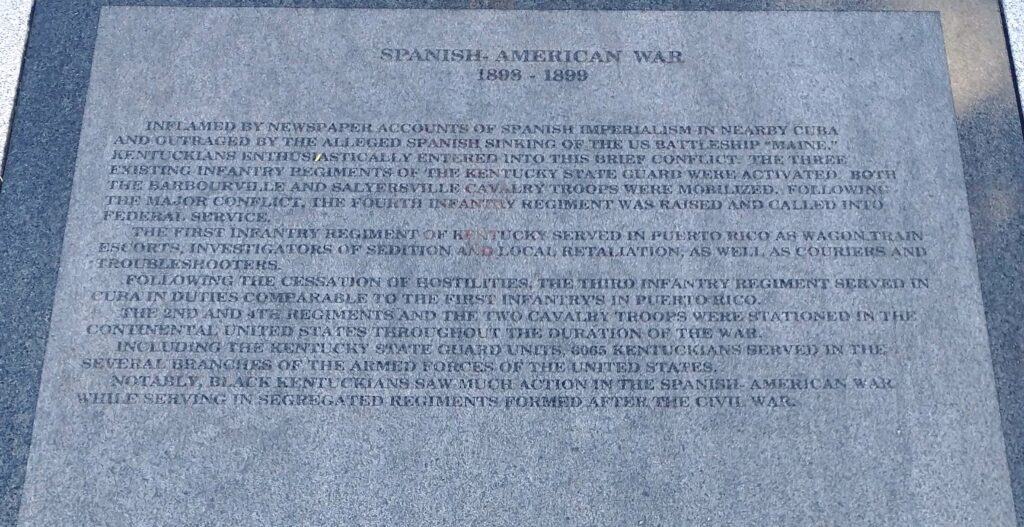 SPANISH- AMERICAN WAR
1898 - 1899
INFLAMED BY NEWSPAPER ACCOUNTS OF SPANISH IMPERIALISM IN NEARBY CUBA
AND OUTRAGED BY THE ALLEGED SPANISH SINKING OF THE US BATTLESHIP "MAINE,"
KENTUCKIANS ENTHUSIASTICALLY ENTERED INTO THIS BRIEF CONFLICT. THE THREE
EXISTING INFANTRY REGIMENTS OF THE KENTUCKY STATE GUARD WERE ACTIVATED. BOTH
THE BARBOURVILLE AND SALYERSVILLE CAVALRY TROOPS WERE MOBILIZED. FOLLOWING
THE MAJOR CONFLICT, THE FOURTH INFANTRY REGIMENT WAS RAISED AND CALLED INTO
FEDERAL SERVICE.
THE FIRST INFANTRY REGIMENT OF KENTUCKY SERVED IN PUERTO RICO AS WAGON TRAIN
ESCORTS, INVESTIGATORS OF SEDITION AND LOCAL RETALIATION, AS WELL AS COURIERS AND
TROUBLESHOOTERS.
FOLLOWING THE CESSATION OF HOSTILITIES, THE THIRD INFANTRY REGIMENT SERVED IN
CUBA IN DUTIES COMPARABLE TO THE FIRST INFANTRY'S IN PUERTO RICO.
THE 2ND AND 4TH REGIMENTS AND THE TWO CAVALRY TROOPS WERE STATIONED IN THE
CONTINENTAL UNITED STATES THROUGHOUT THE DURATION OF THE WAR.
INCLUDING THE KENTUCKY STATE GUARD UNITS, 6065 KENTUCKIANS SERVED IN THE
SEVERAL BRANCHES OF THE ARMED FORCES OF THE UNITED STATES.
NOTABLY, BLACK KENTUCKIANS SAW MUCH ACTION IN THE SPANISH- AMERICAN WAR
WHILE SERVING IN SEGREGATED REGIMENTS FORMED AFTER THE CIVIL WAR.